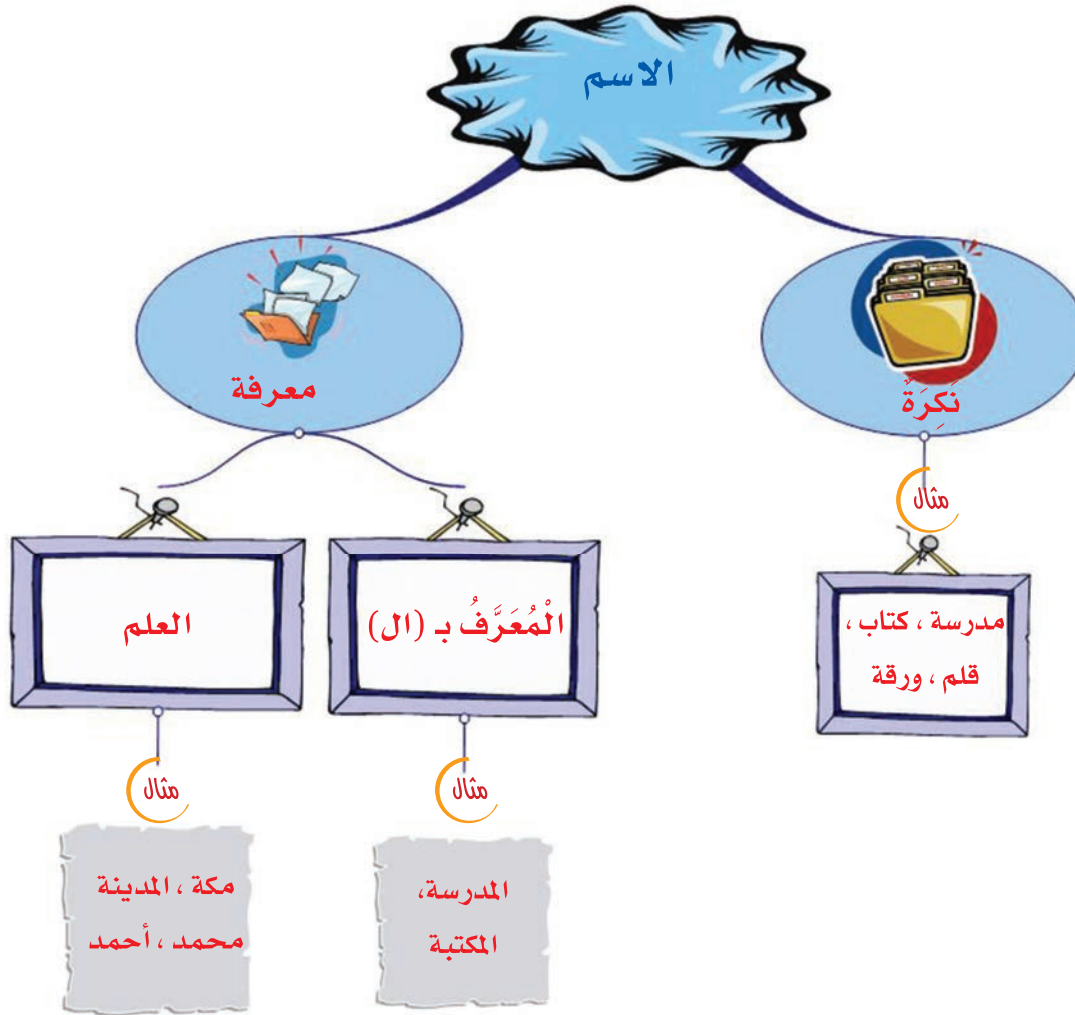 الاسم
نَكِرَةٌ
مثال
مدرسة ، كتاب ،
قلم ، ورقة
معرفة
الْمُعَرَّفُ بـ (ال)
مثال
المدرسة،
المكتبة
العلم
مثال
مكة ، المدينة
محمد ، أحمد